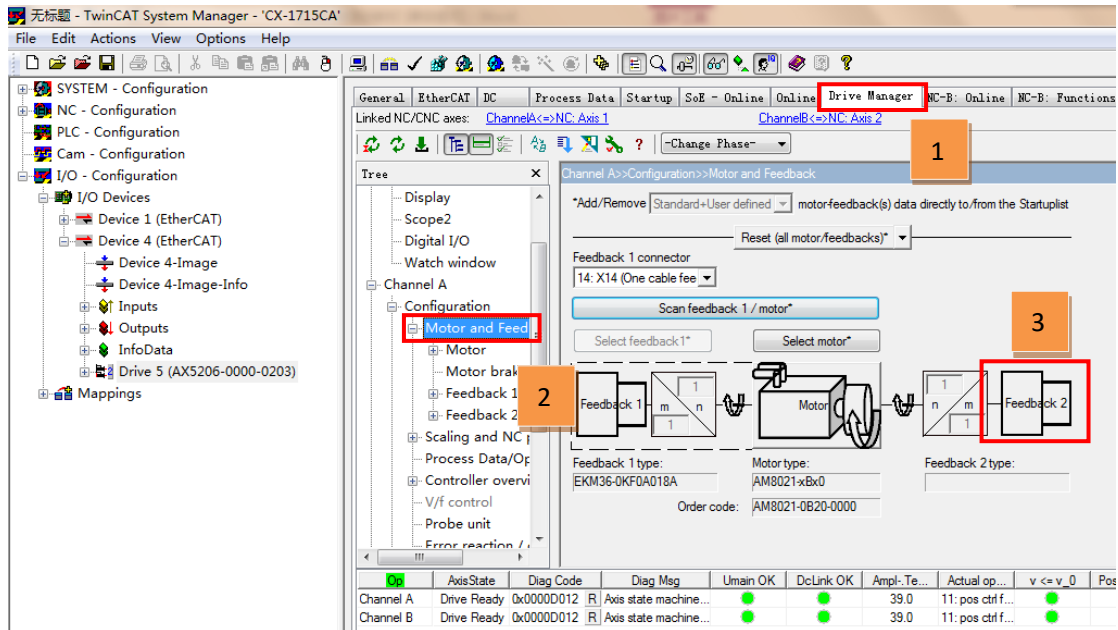 无标题 - TwinCAT System Manager - 'CX-1715CA'
File Edit Actions View Options Help
SYSTEM - Configuration
NC - Configuration
PLC - Configuration
Cam - Configuration
I/O - Configuration
I/O Devices
Device 1 (EtherCAT)
Device 4 (EtherCAT)
Device 4-Image
Device 4-Image-Info
Inputs
Outputs
InfoData
Drive 5 (AX5206-0000-0203)
Mappings
General EtherCAT DC Process Data Startup SoE - Online Online Drive Manager NC-B: Online NC-B: Functions
Linked NC/CNC axes: ChannelA<=>NC: Axis 1 ChannelB<=>NC: Axis 2
-Change Phase-
1
Tree
Display
Scope2
Digital I/O
Watch window
Channel A
Configuration
Motor and Feed
Motor
Motor brak
Feedback 1
Feedback 2
Scaling and NC p
Process Data/Op
Controller overvi
V/f control
Probe unit
Error reaction /
2
Channel A>>Configuration>>Motor and Feedback
*Add/Remove Standard+User defined motor-feedback(s) data directly to/from the Startuplist
Reset (all motor/feedbacks)*
Feedback 1 connector
14: X14 (One cable fee
Scan feedback 1 / motor*
Select feedback1* Select motor*
3
Feedback 1 m n 1 1 Motor n m 1 1 Feedback 2
Feedback 1 type: Motor type: Feedback 2 type:
EKM36-0KF0A018A AM8021-xBx0
Order code: AM8021-0B20-0000
Op AxisState Diag Code Diag Msg Umain OK DcLink OK Ampl-.Te... Actual op... v <= v_0 Pos
Channel A Drive Ready 0x0000D012 R Axis state machine... 39.0 11: pos ctrl f...
Channel B Drive Ready 0x0000D012 R Axis state machine... 39.0 11: pos ctrl f...